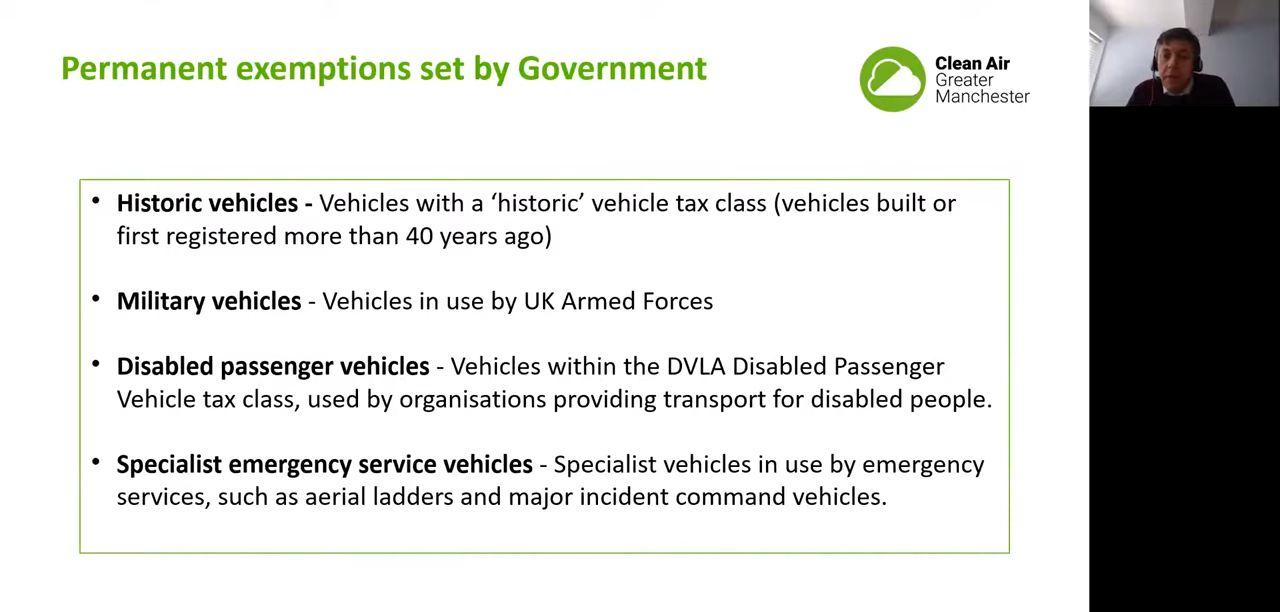 Permanent exemptions set by Government
Clean Air
Greater
Manchester
• Historic vehicles - Vehicles with a ‘historic’ vehicle tax class (vehicles built or
first registered more than 40 years ago)
• Military vehicles - Vehicles in use by UK Armed Forces
• Disabled passenger vehicles - Vehicles within the DVLA Disabled Passenger
Vehicle tax class, used by organisations providing transport for disabled people.
• Specialist emergency service vehicles - Specialist vehicles in use by emergency
services, such as aerial ladders and major incident command vehicles.